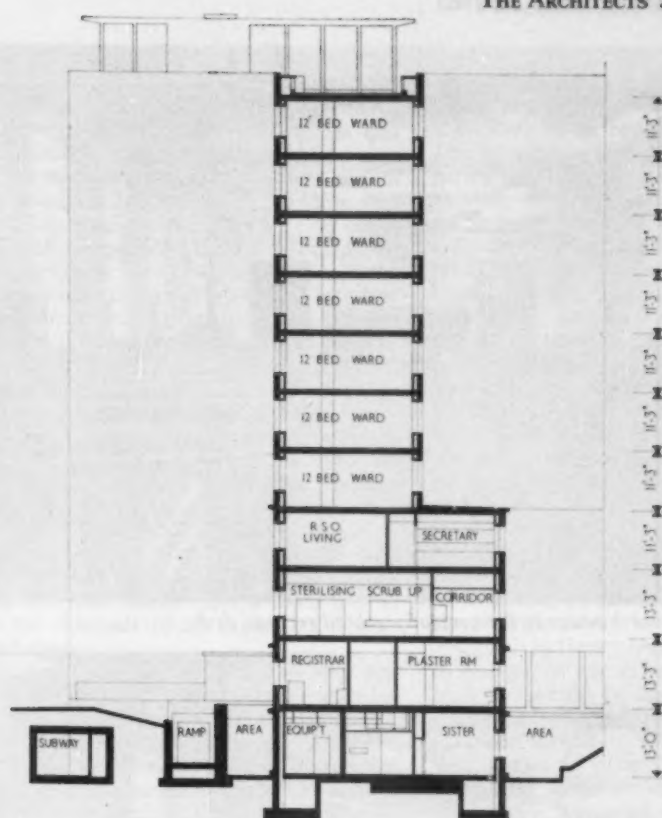 THE ARCHITECTS'
12 BED WARD
12 BED WARD
12 BED WARD
12 BED WARD
12 BED WARD
12 BED WARD
12 BED WARD
R S O
LIVING
SECRETARY
STERILISING SCRUB UP
CORRIDOR
REGISTRAR
PLASTER RM
SUBWAY
RAMP
AREA
EQUIP'T
SISTER
AREA
11'-3"
11'-3"
11'-3"
11'-3"
11'-3"
11'-3"
11'-3"
11'-3"
13'-3"
13'-3"
13'-0"